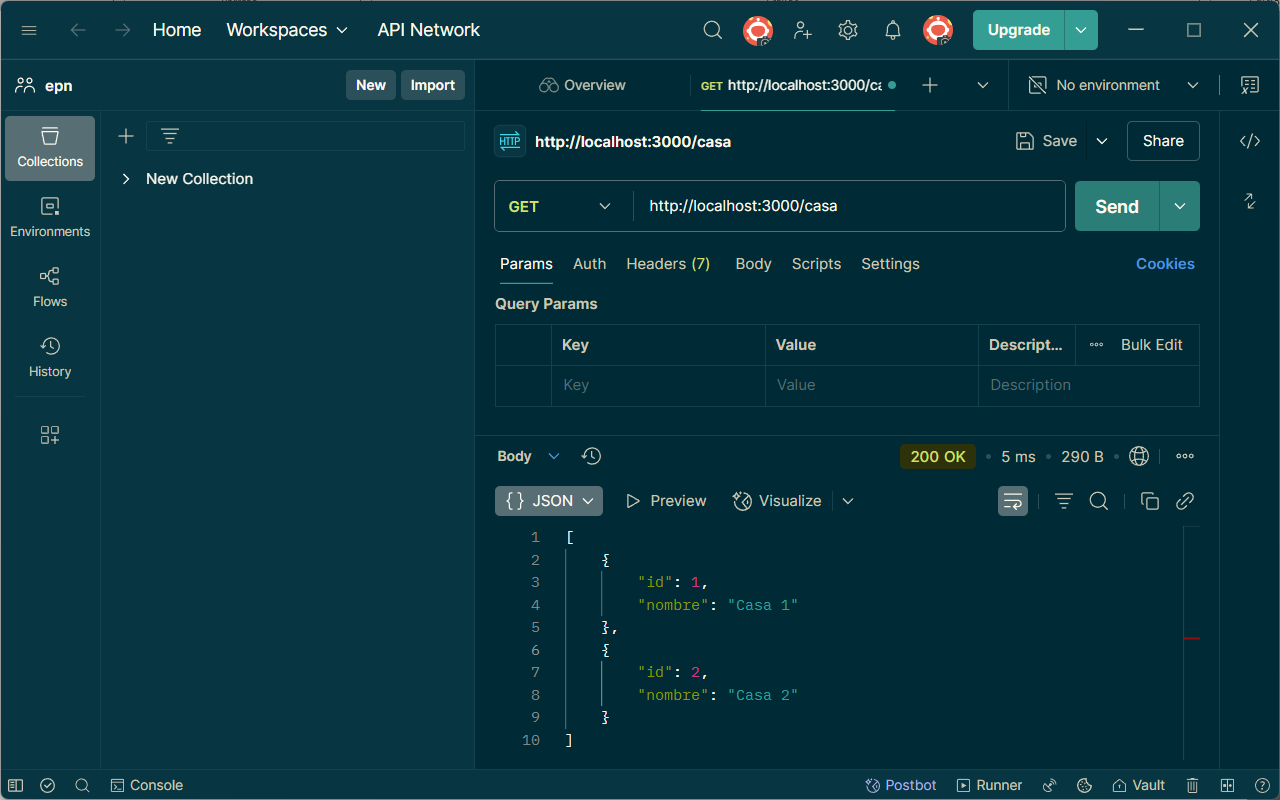 Home Workspaces API Network Upgrade
epn New Import Overview GET http://localhost:3000/ca No environment
Collections
Environments
Flows
History
New Collection
HTTP http://localhost:3000/casa Save Share
GET http://localhost:3000/casa Send
Params Auth Headers (7) Body Scripts Settings Cookies
Query Params
Key Value Descript... Bulk Edit
Key Value Description
Body 200 OK 5 ms 290 B
{} JSON Preview Visualize
1 [
2 {
3 "id": 1,
4 "nombre": "Casa 1"
5 },
6 {
7 "id": 2,
8 "nombre": "Casa 2"
9 }
10 ]
Console Postbot Runner Vault